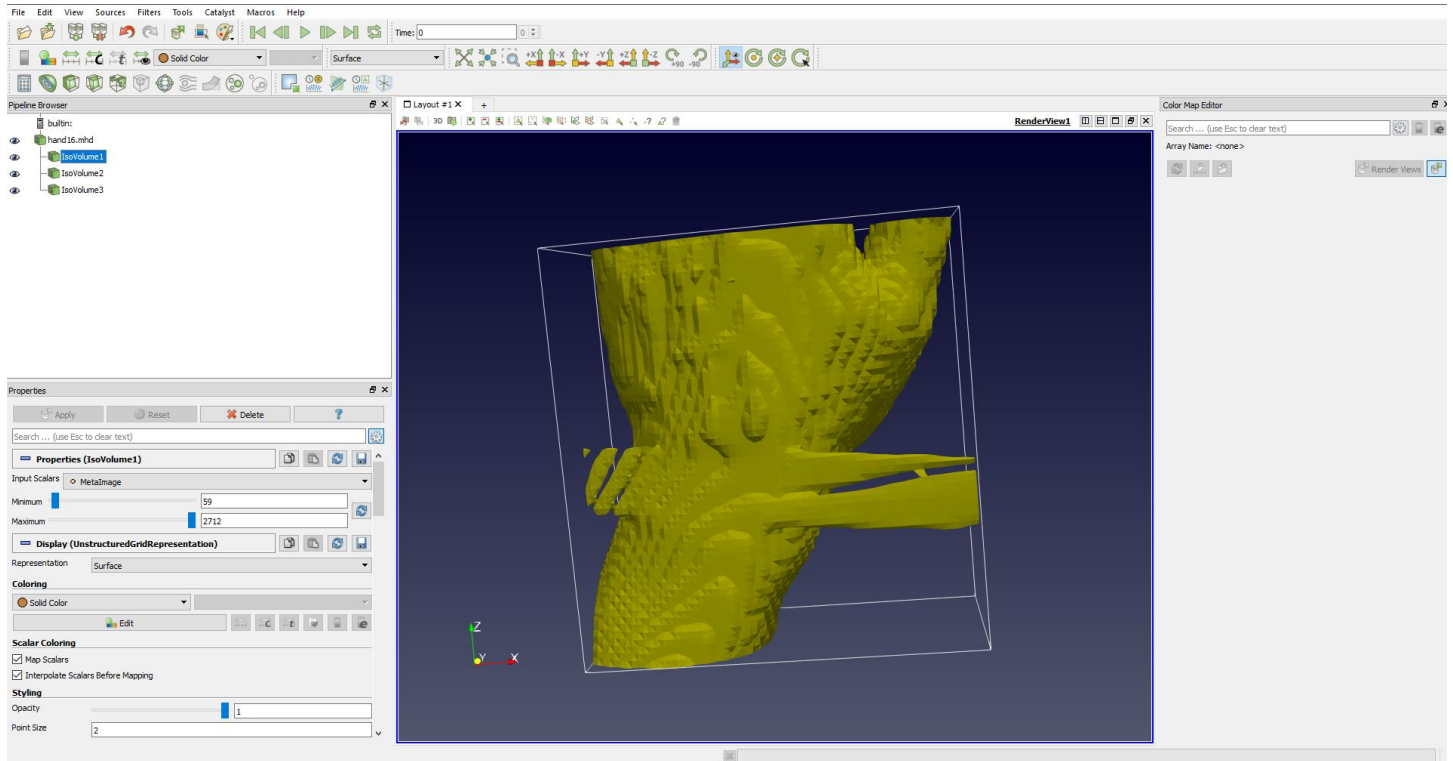 File Edit View Sources Filters Tools Catalyst Macros Help
Time: 0 0
Solid Color Surface +X -X +Y -Y +Z -Z +90 -90
Pipeline Browser
builtin:
hand16.mhd
IsoVolume1
IsoVolume2
IsoVolume3
Properties
Apply Reset Delete ?
Search ... (use Esc to clear text)
Properties (IsoVolume1)
Input Scalars MetaImage
Minimum 59
Maximum 2712
Display (UnstructuredGridRepresentation)
Representation Surface
Coloring
Solid Color
Edit
Scalar Coloring
Map Scalars
Interpolate Scalars Before Mapping
Styling
Opacity 1
Point Size 2
Layout #1 +
3D RenderView1
Z
Y X
Color Map Editor
Search ... (use Esc to clear text)
Array Name: <none>
Render Views